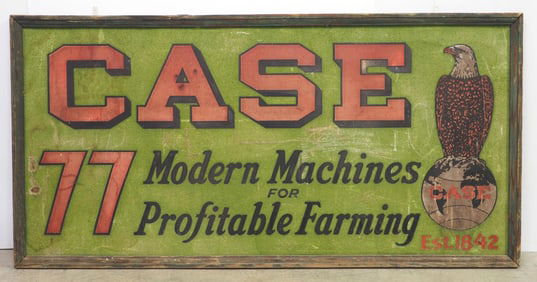 CASE
77 Modern Machines
FOR
Profitable Farming
CASE
Est. 1842